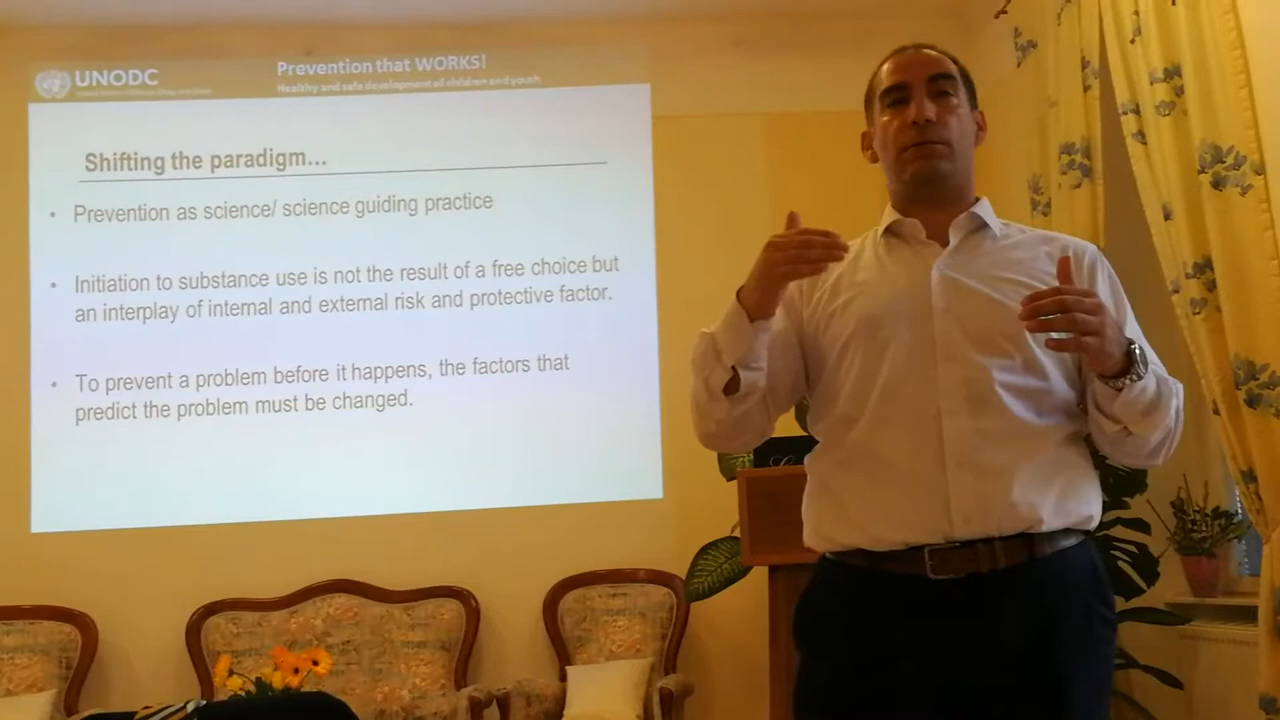 UNODC
Prevention that WORKS!
Healthy and safe development of children and youth
Shifting the paradigm...
• Prevention as science/ science guiding practice
• Initiation to substance use is not the result of a free choice but
an interplay of internal and external risk and protective factor.
• To prevent a problem before it happens, the factors that
predict the problem must be changed.